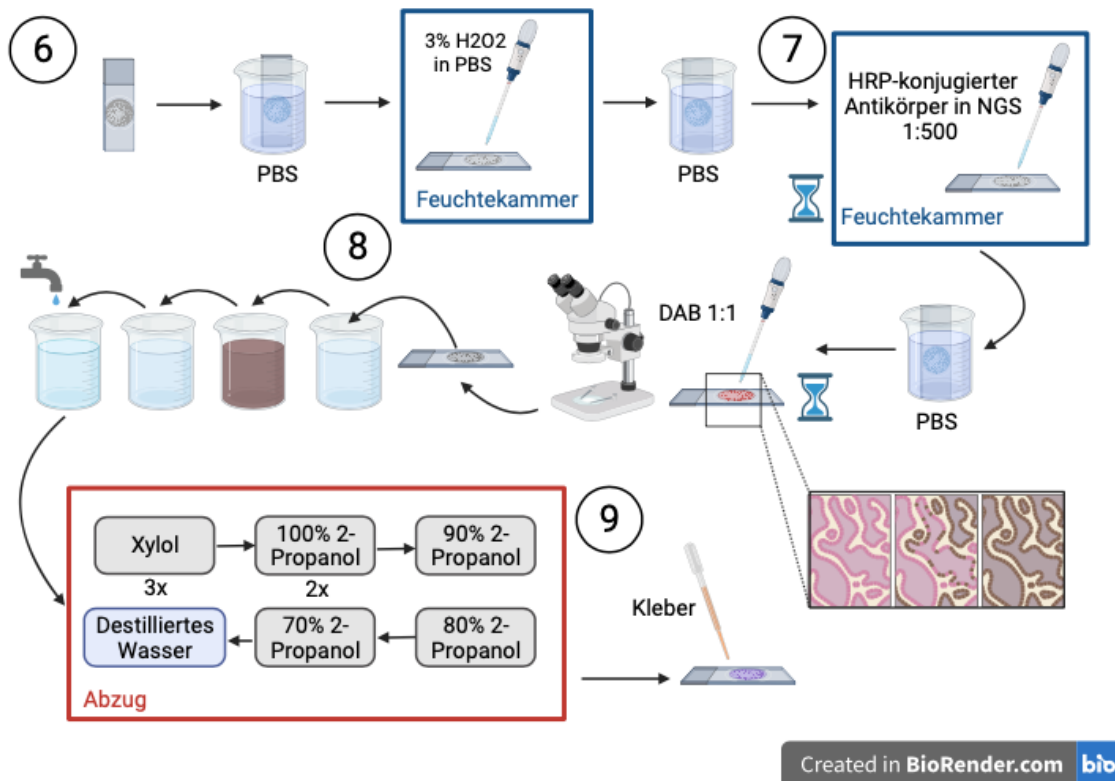 6
3% H2O2
in PBS
Feuchtekammer
PBS
PBS
7
HRP-konjugierter
Antikörper in NGS
1:500
Feuchtekammer
8
DAB 1:1
PBS
9
Xylol
3x
100% 2-
Propanol
2x
90% 2-
Propanol
Destilliertes
Wasser
70% 2-
Propanol
80% 2-
Propanol
Abzug
Kleber
Created in BioRender.com
bio